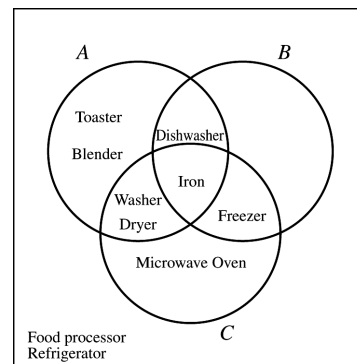 A
B
Toaster
Dishwasher
Blender
Iron
Washer
Dryer
Freezer
Microwave Oven
C
Food processor
Refrigerator